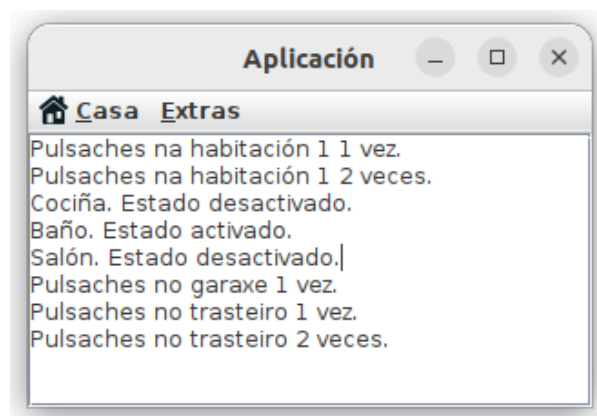 Aplicación
Casa Extras
Pulsaches na habitación 1 1 vez.
Pulsaches na habitación 1 2 veces.
Cociña. Estado desactivado.
Baño. Estado activado.
Salón. Estado desactivado.
Pulsaches no garaxe 1 vez.
Pulsaches no trasteiro 1 vez.
Pulsaches no trasteiro 2 veces.